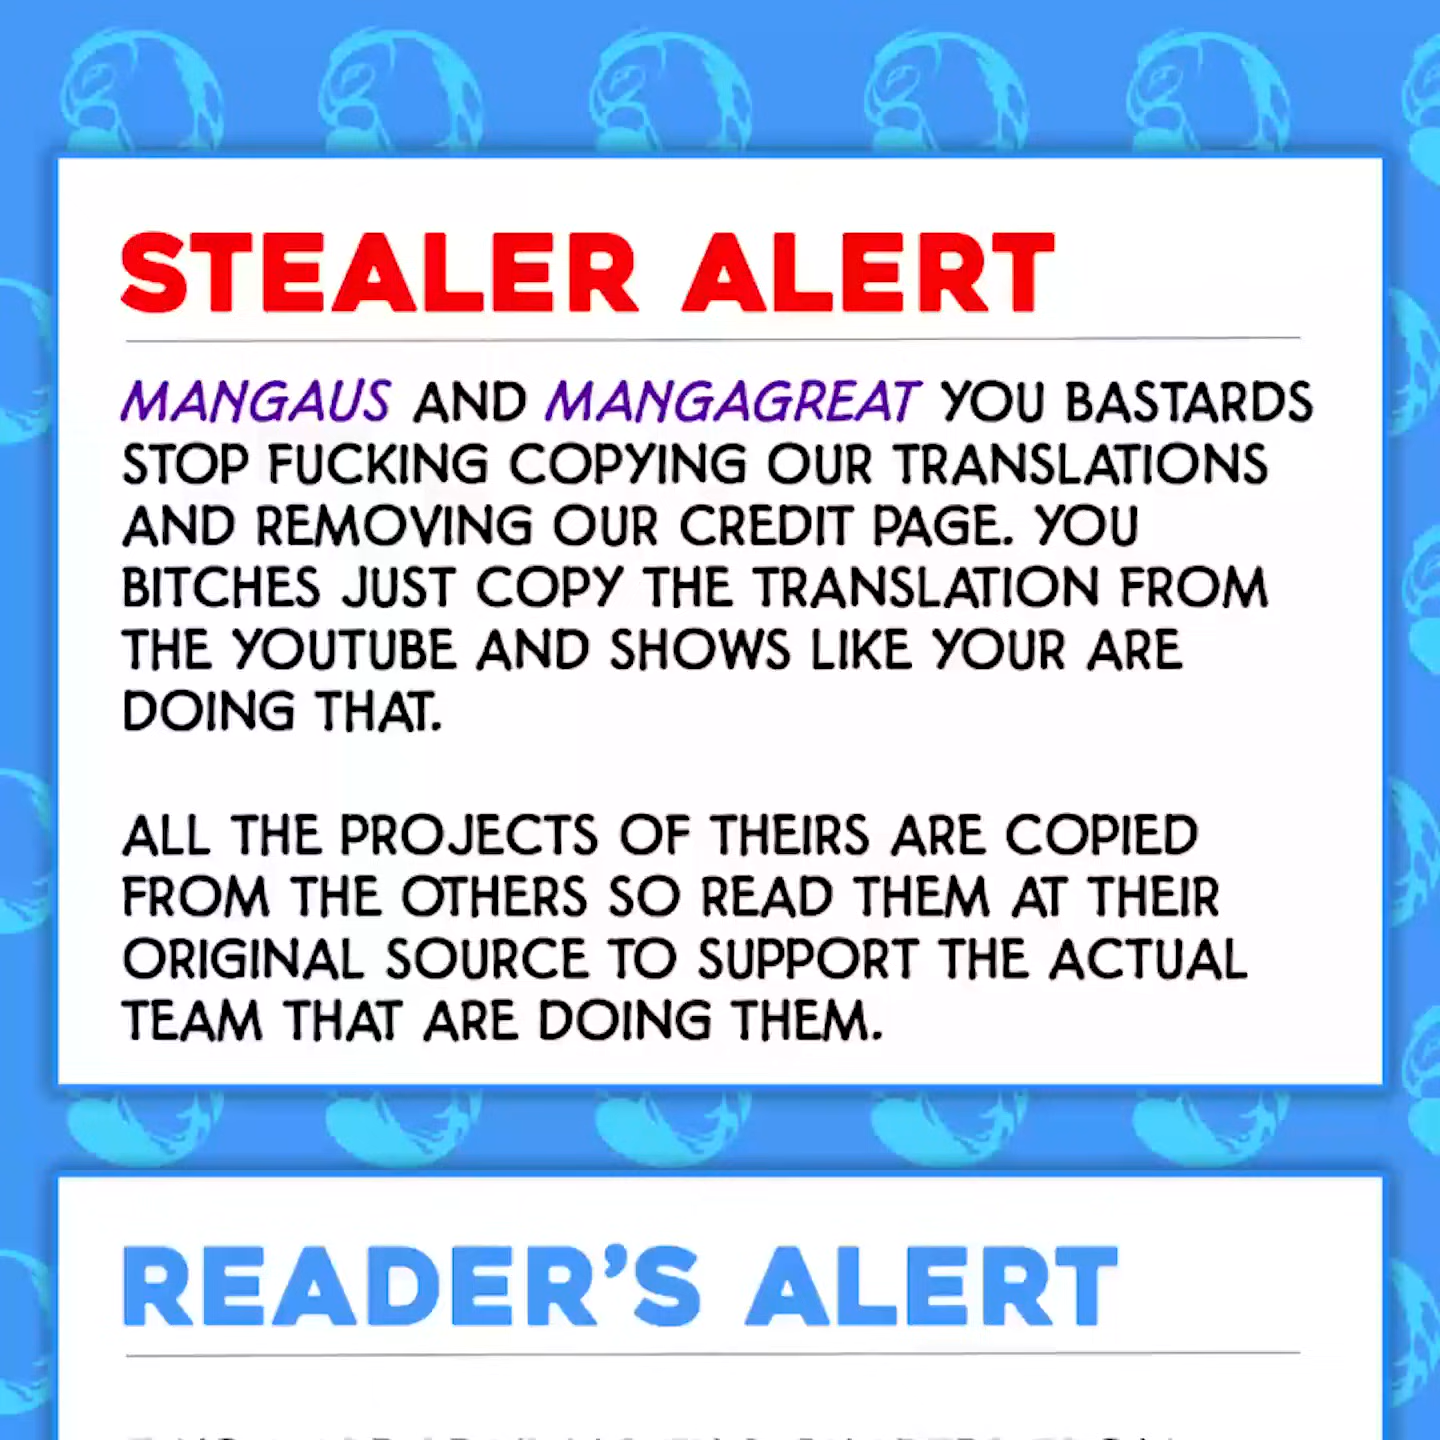 STEALER ALERT
MANGAUS AND MANGAGREAT YOU BASTARDS
STOP FUCKING COPYING OUR TRANSLATIONS
AND REMOVING OUR CREDIT PAGE. YOU
BITCHES JUST COPY THE TRANSLATION FROM
THE YOUTUBE AND SHOWS LIKE YOUR ARE
DOING THAT.
ALL THE PROJECTS OF THEIRS ARE COPIED
FROM THE OTHERS SO READ THEM AT THEIR
ORIGINAL SOURCE TO SUPPORT THE ACTUAL
TEAM THAT ARE DOING THEM.
READER'S ALERT